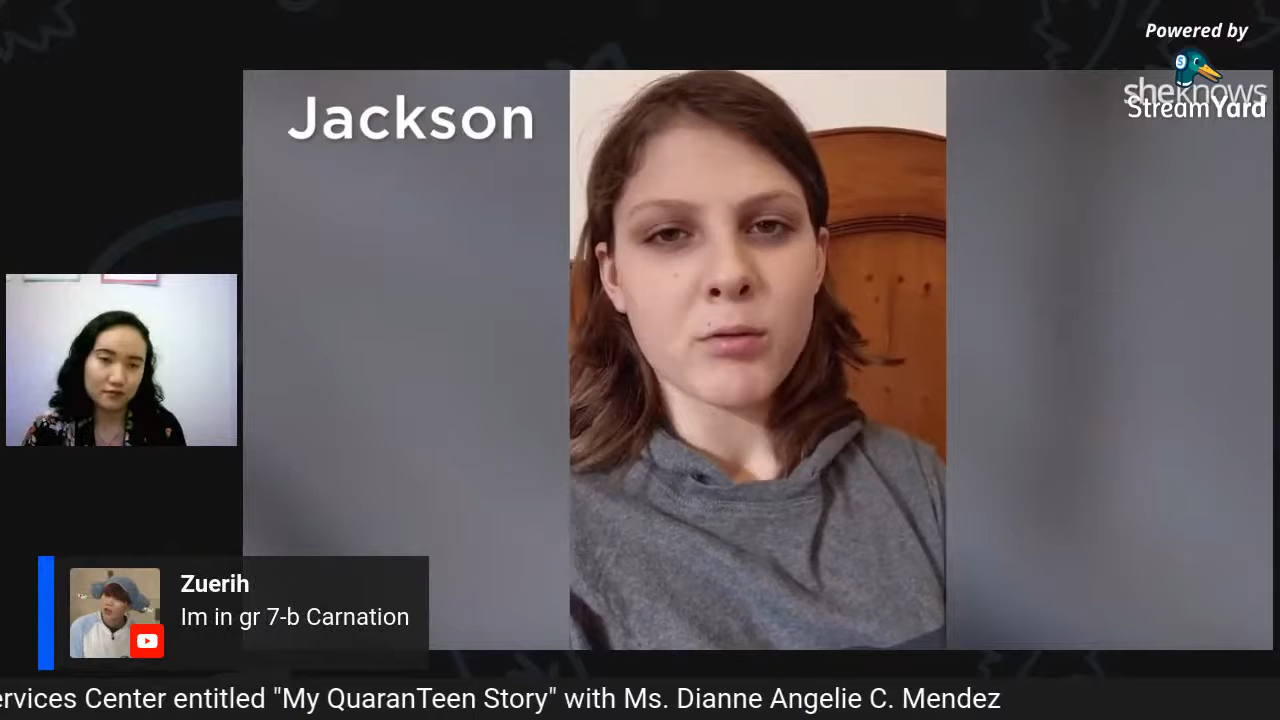 Powered by
sheknows
StreamYard
Jackson
Zuerih
Im in gr 7-b Carnation
ervices Center entitled "My QuaranTeen Story" with Ms. Dianne Angelie C. Mendez